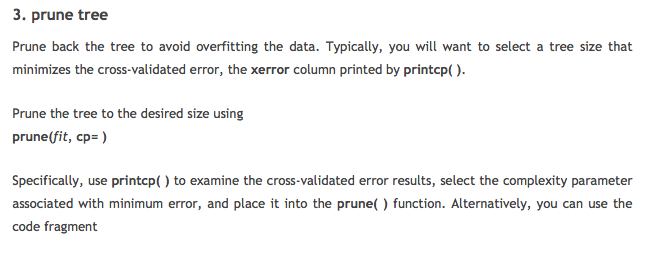 3. prune tree
Prune back the tree to avoid overfitting the data. Typically, you will want to select a tree size that
minimizes the cross-validated error, the xerror column printed by printcp( ).
Prune the tree to the desired size using
prune(fit, cp= )
Specifically, use printcp( ) to examine the cross-validated error results, select the complexity parameter
associated with minimum error, and place it into the prune( ) function. Alternatively, you can use the
code fragment